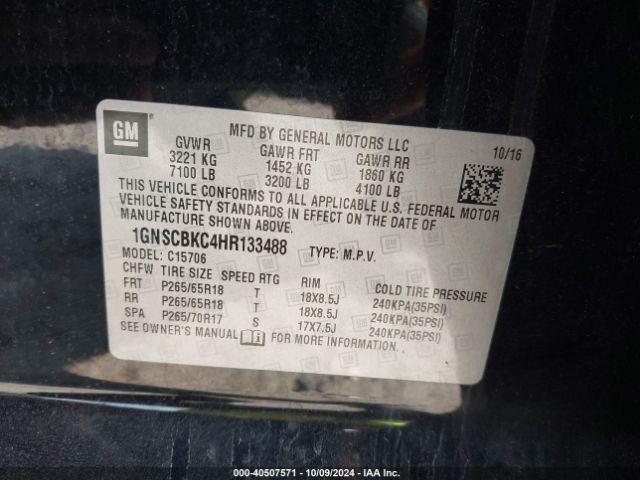 GM
®
MFD BY GENERAL MOTORS LLC
10/16
GVWR GAWR FRT GAWR RR
3221 KG 1452 KG 1860 KG
7100 LB 3200 LB 4100 LB
THIS VEHICLE CONFORMS TO ALL APPLICABLE U.S. FEDERAL MOTOR
VEHICLE SAFETY STANDARDS IN EFFECT ON THE DATE OF
MANUFACTURE SHOWN ABOVE.
1GNSCBKC4HR133488 TYPE: M.P.V.
MODEL: C15706
CHFW TIRE SIZE SPEED RTG RIM COLD TIRE PRESSURE
FRT P265/65R18 T 18X8.5J 240KPA(35PSI)
RR P265/65R18 T 18X8.5J 240KPA(35PSI)
SPA P265/70R17 S 17X7.5J 240KPA(35PSI)
SEE OWNER'S MANUAL FOR MORE INFORMATION
000-40507571 | 10/09/2024 | IAA Inc.